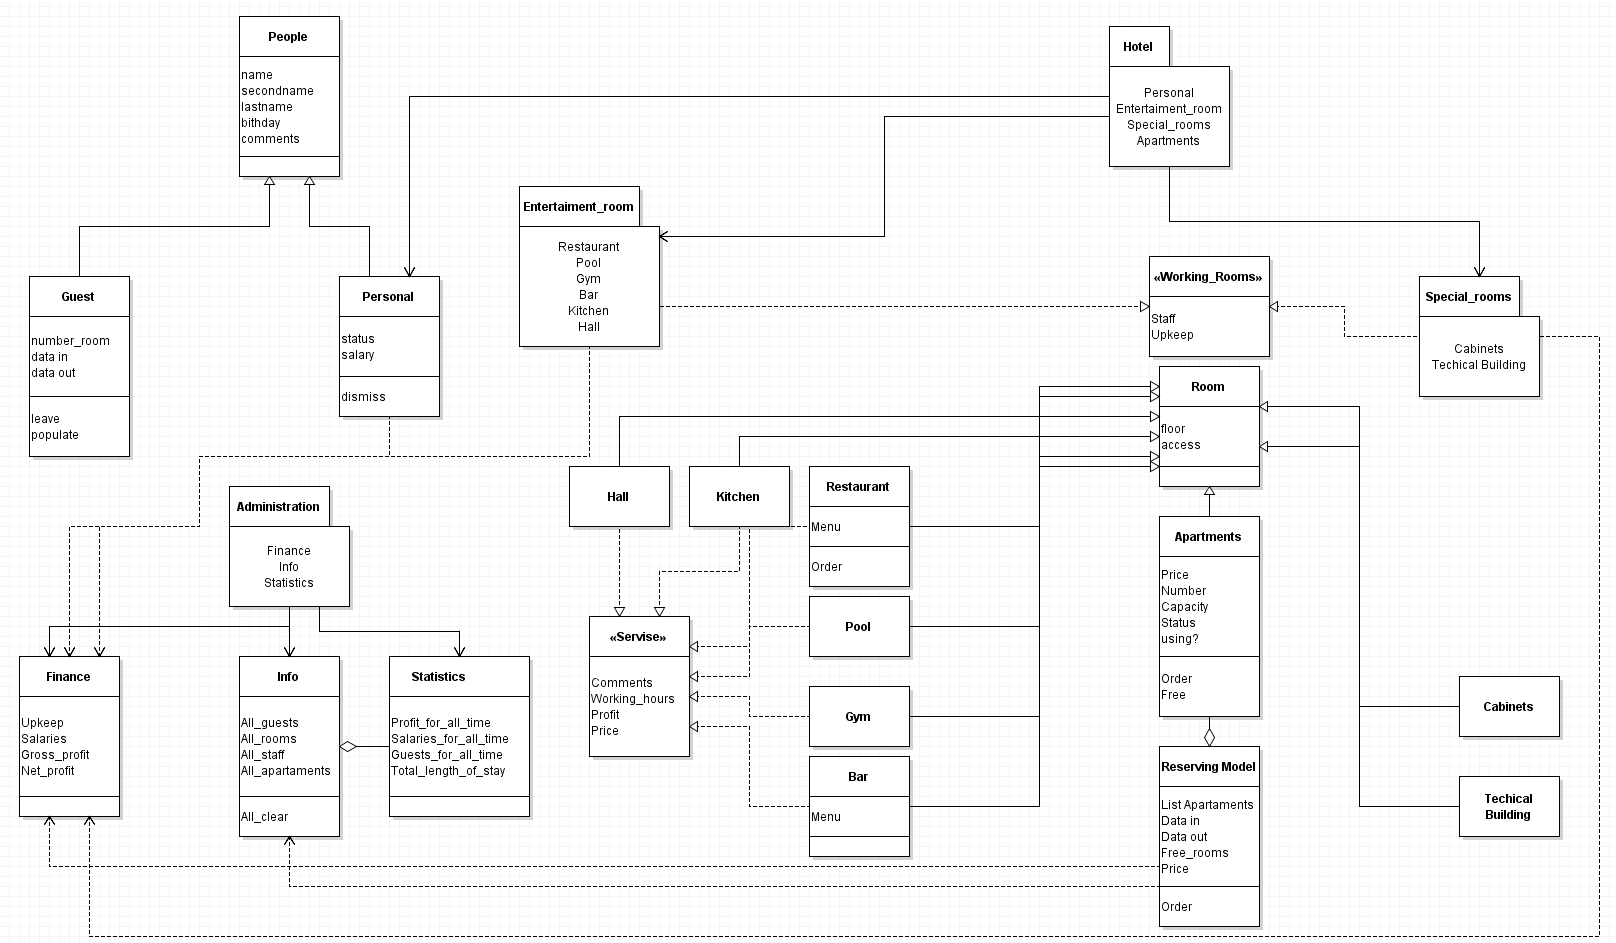 People
name
secondname
lastname
bithday
comments
Hotel
Personal
Entertaiment_room
Special_rooms
Apartments
Entertaiment_room
Restaurant
Pool
Gym
Bar
Kitchen
Hall
Guest
number_room
data in
data out
leave
populate
Personal
status
salary
dismiss
«Working_Rooms»
Staff
Upkeep
Special_rooms
Cabinets
Techical Building
Room
floor
access
Administration
Finance
Info
Statistics
Hall
Kitchen
Restaurant
Menu
Order
Apartments
Price
Number
Capacity
Status
using?
Order
Free
Pool
«Servise»
Comments
Working_hours
Profit
Price
Gym
Bar
Menu
Finance
Upkeep
Salaries
Gross_profit
Net_profit
Info
All_guests
All_rooms
All_staff
All_apartaments
All_clear
Statistics
Profit_for_all_time
Salaries_for_all_time
Guests_for_all_time
Total_length_of_stay
Reserving Model
List Apartaments
Data in
Data out
Free_rooms
Price
Order
Cabinets
Techical
Building